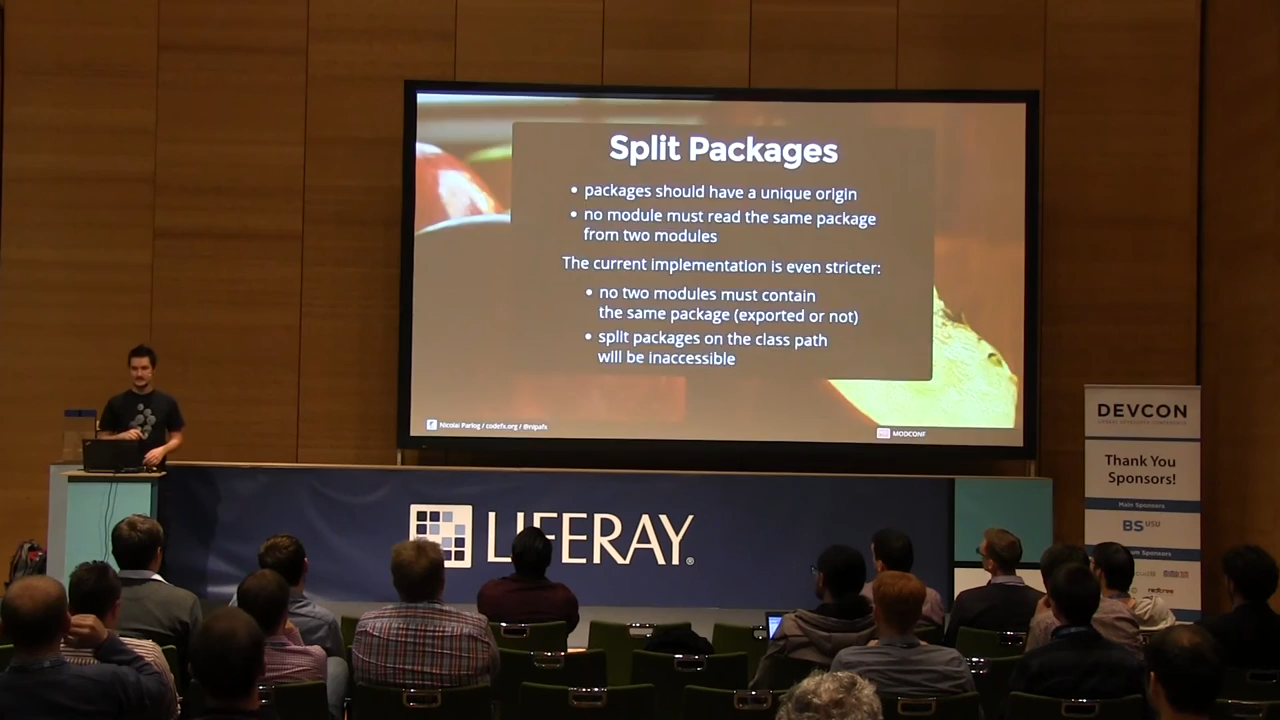 Split Packages
• packages should have a unique origin
• no module must read the same package
from two modules
The current implementation is even stricter:
• no two modules must contain
the same package (exported or not)
• split packages on the class path
will be inaccessible
Nicolai Parlog / codefx.org / @nipafx
MODCONF
LIFERAY®
DEVCON
Thank You
Sponsors!
Main Sponsors
BS USU
Sponsors
redtree